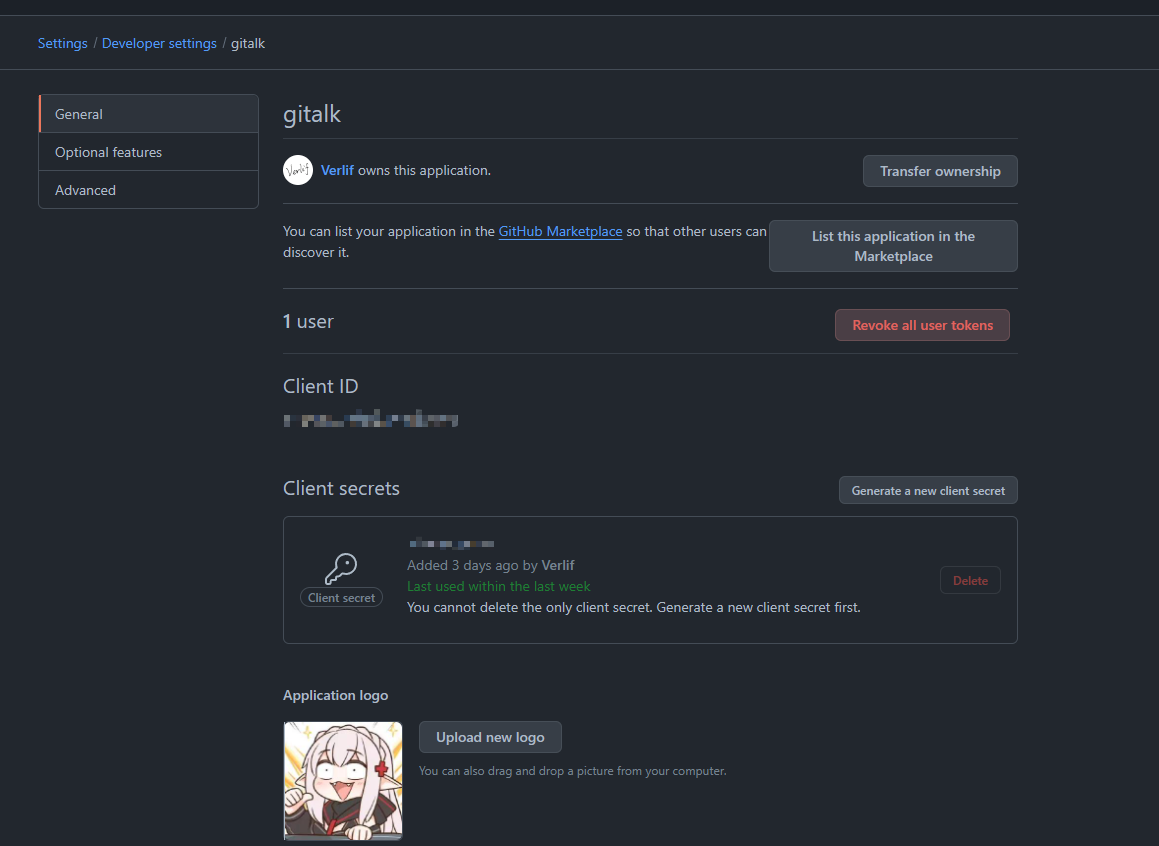 Settings / Developer settings / gitalk
General
Optional features
Advanced
gitalk
Verlif
Verlif owns this application.
Transfer ownership
You can list your application in the GitHub Marketplace so that other users can
discover it.
List this application in the
Marketplace
1 user
Revoke all user tokens
Client ID
Client secrets
Generate a new client secret
Client secret
Added 3 days ago by Verlif
Last used within the last week
You cannot delete the only client secret. Generate a new client secret first.
Delete
Application logo
Upload new logo
You can also drag and drop a picture from your computer.